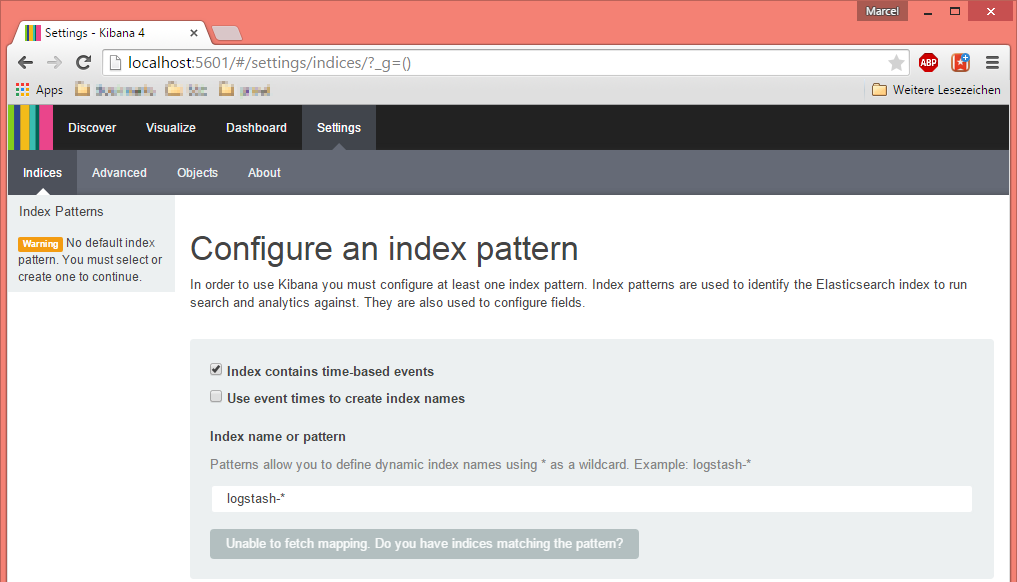 Marcel
Settings - Kibana 4
localhost:5601/#/settings/indices/?_g=()
ABP
Apps
Weitere Lesezeichen
Discover Visualize Dashboard Settings
Indices Advanced Objects About
Index Patterns
Warning No default index
pattern. You must select or
create one to continue.
Configure an index pattern
In order to use Kibana you must configure at least one index pattern. Index patterns are used to identify the Elasticsearch index to run
search and analytics against. They are also used to configure fields.
Index contains time-based events
Use event times to create index names
Index name or pattern
Patterns allow you to define dynamic index names using * as a wildcard. Example: logstash-*
logstash-*
Unable to fetch mapping. Do you have indices matching the pattern?